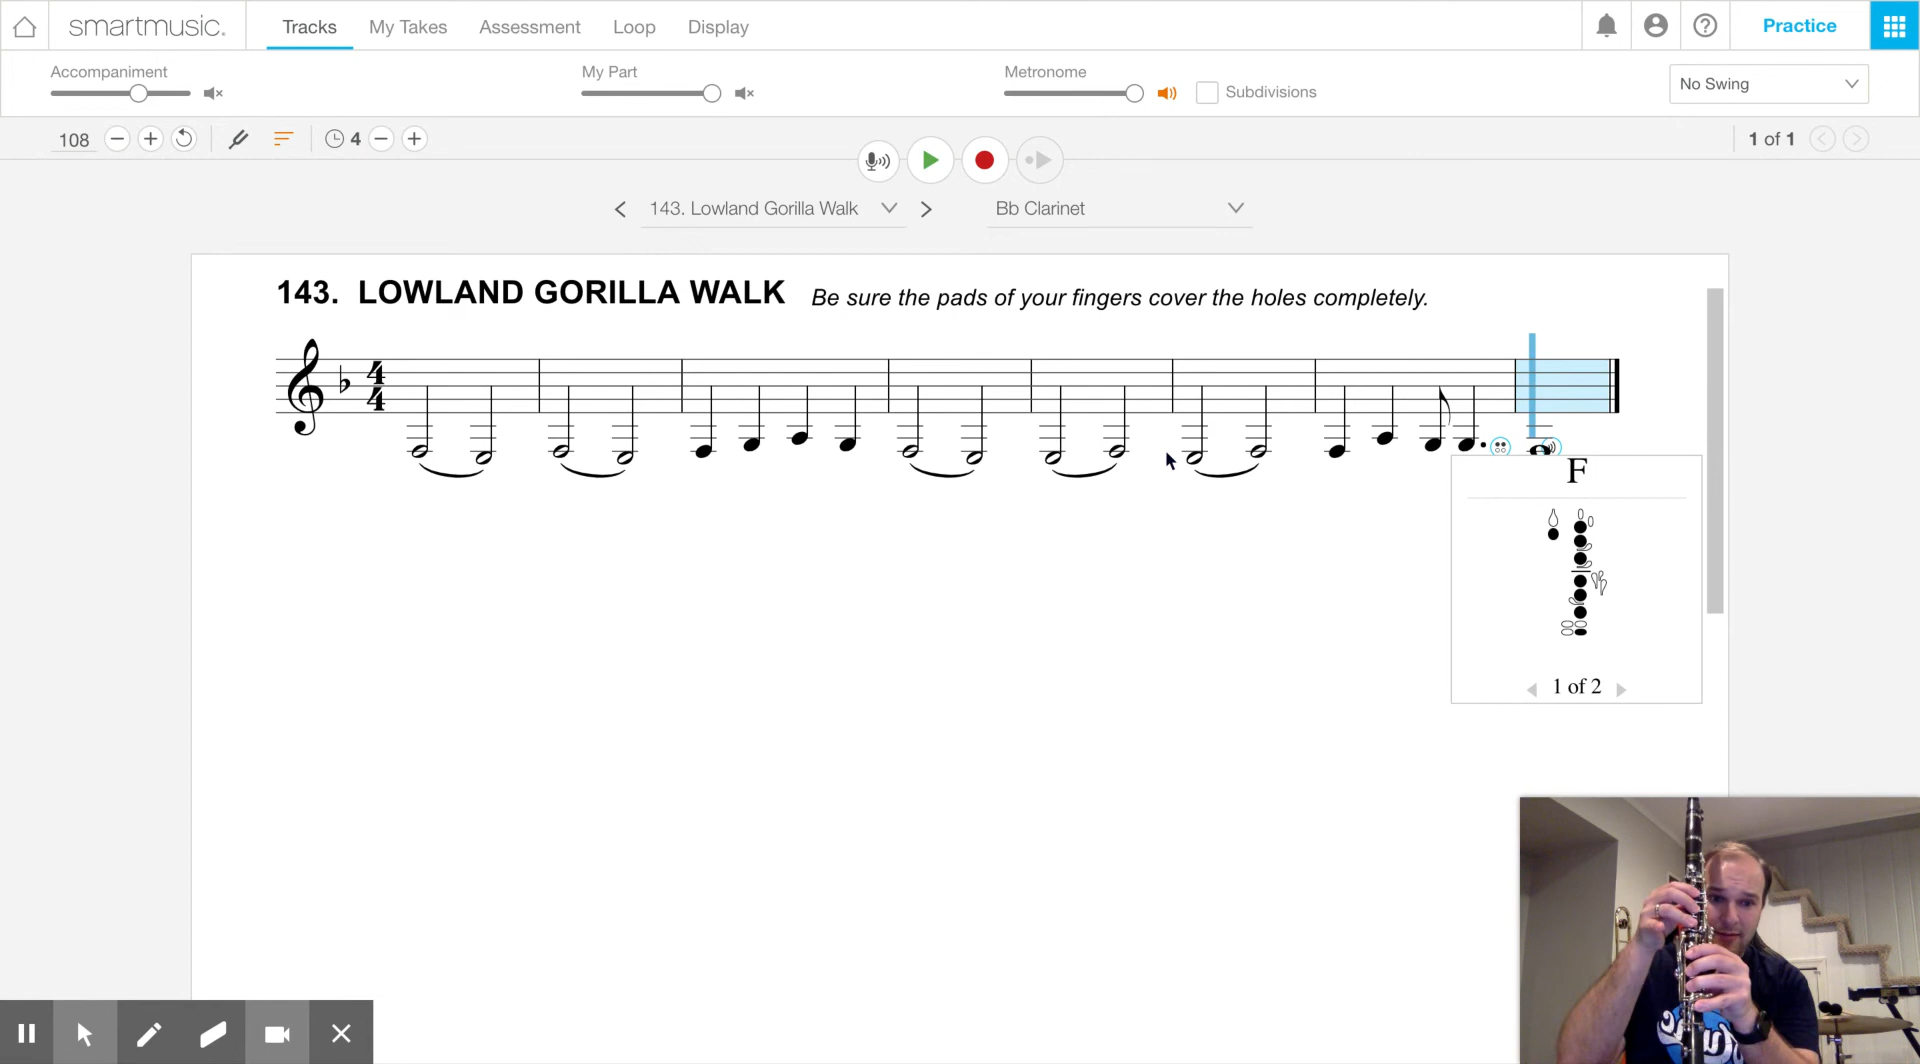 smartmusic.
Tracks
My Takes
Assessment
Loop
Display
Practice
Accompaniment
My Part
Metronome
Subdivisions
No Swing
108
4
1 of 1
143. Lowland Gorilla Walk
Bb Clarinet
143. LOWLAND GORILLA WALK
Be sure the pads of your fingers cover the holes completely.
4
4
F
1 of 2